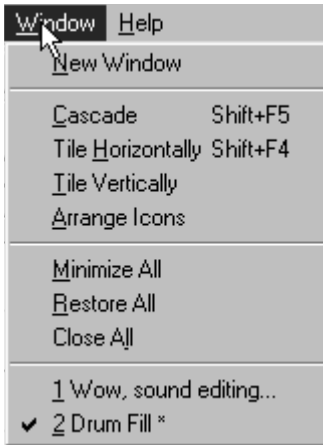 Window Help
New Window
Cascade Shift+F5
Tile Horizontally Shift+F4
Tile Vertically
Arrange Icons
Minimize All
Restore All
Close All
1 Wow, sound editing...
2 Drum Fill *